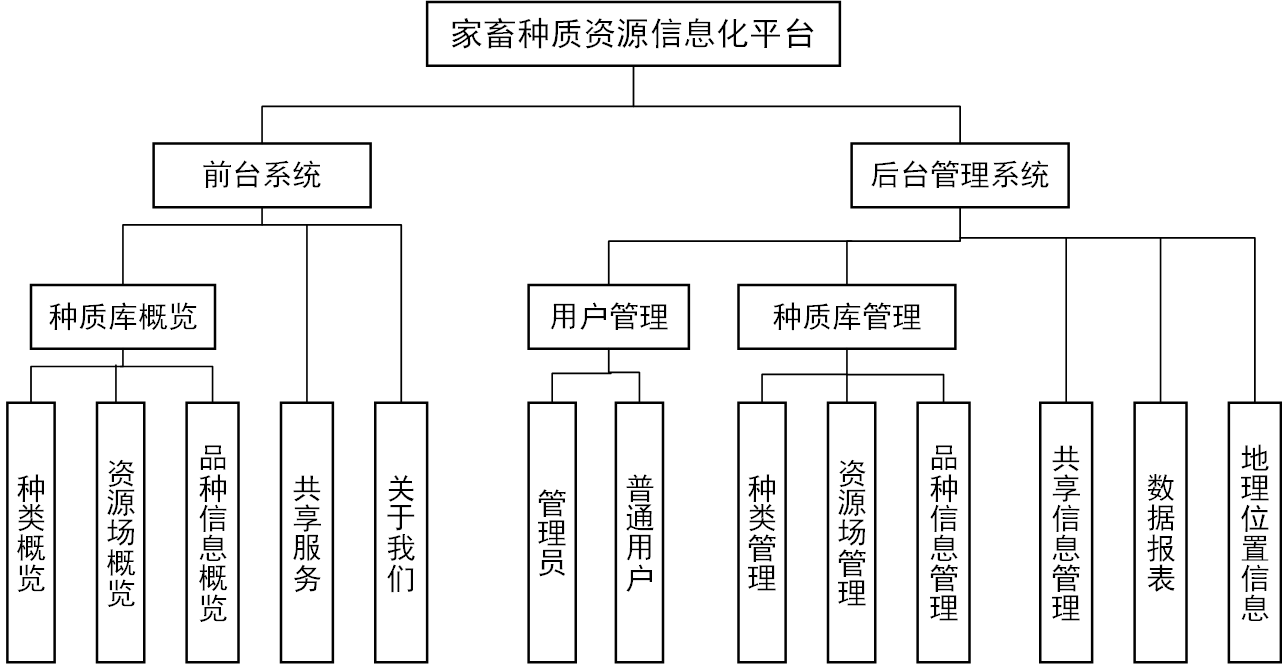 家畜种质资源信息化平台
前台系统
后台管理系统
种质库概览
用户管理
种质库管理
种类概览
资源场概览
品种信息概览
共享服务
关于我们
管理员
普通用户
种类管理
资源场管理
品种信息管理
共享信息管理
数据报表
地理位置信息